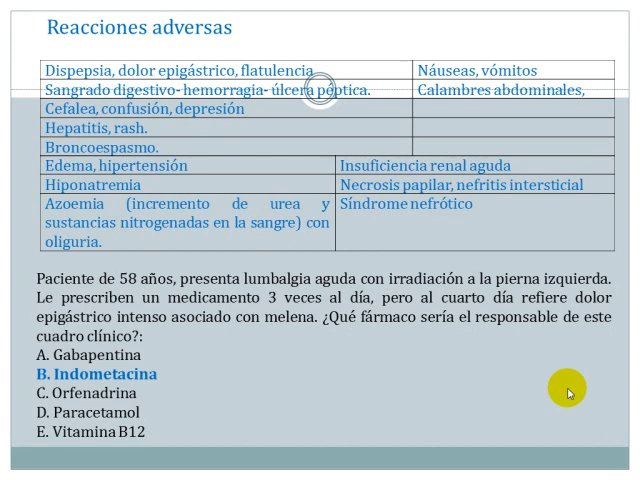 Reacciones adversas
Dispepsia, dolor epigástrico, flatulencia Náuseas, vómitos
Sangrado digestivo- hemorragia- úlcera péptica. Calambres abdominales,
Cefalea, confusión, depresión
Hepatitis, rash.
Broncoespasmo.
Edema, hipertensión Insuficiencia renal aguda
Hiponatremia Necrosis papilar, nefritis intersticial
Azoemia (incremento de urea y Síndrome nefrótico
sustancias nitrogenadas en la sangre) con
oliguria.
Paciente de 58 años, presenta lumbalgia aguda con irradiación a la pierna izquierda.
Le prescriben un medicamento 3 veces al día, pero al cuarto día refiere dolor
epigástrico intenso asociado con melena. ¿Qué fármaco sería el responsable de este
cuadro clínico?:
A. Gabapentina
B. Indometacina
C. Orfenadrina
D. Paracetamol
E. Vitamina B12